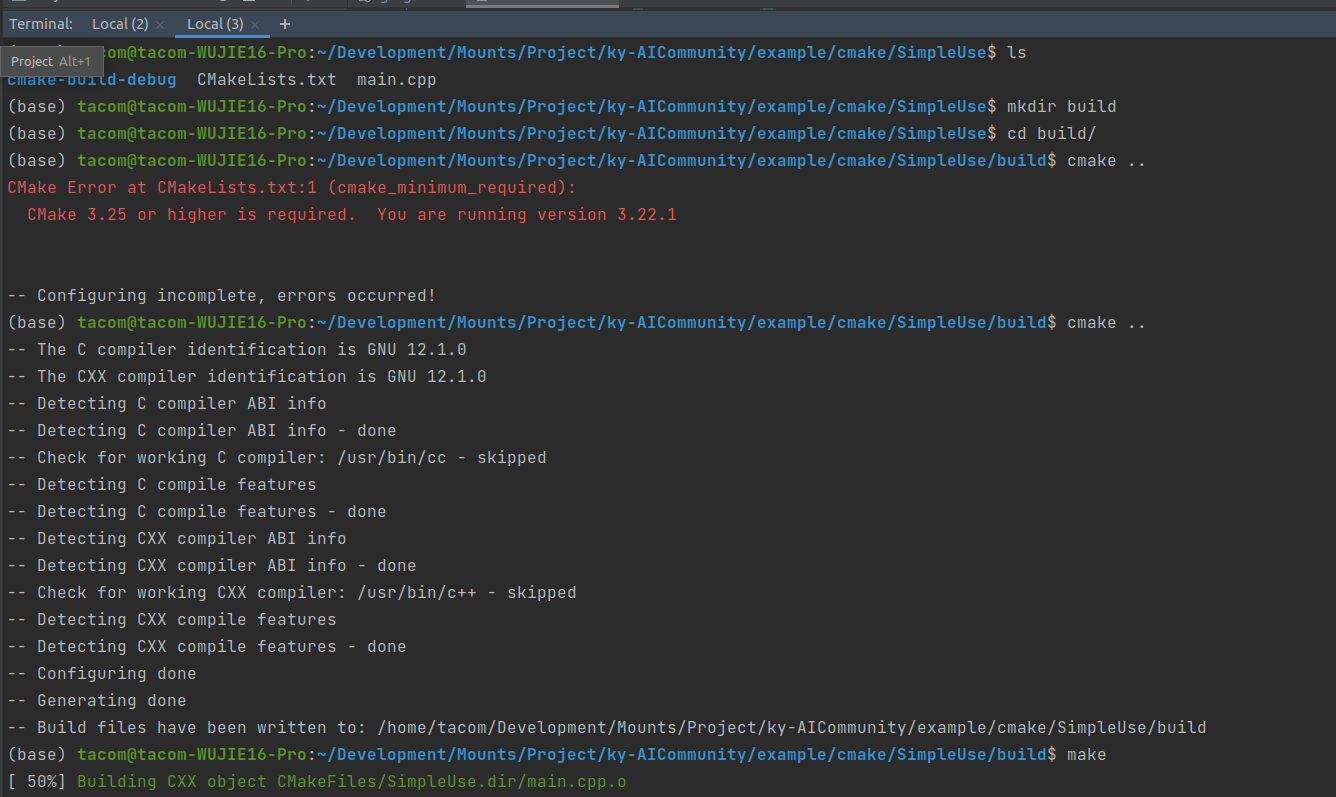 Terminal: Local (2) × Local (3) × +
com@tacom-WUJIE16-Pro:~/Development/Mounts/Project/ky-AICommunity/example/cmake/SimpleUse$ ls
Project Alt+1
cmake-build-debug CMakeLists.txt main.cpp
(base) tacom@tacom-WUJIE16-Pro:~/Development/Mounts/Project/ky-AICommunity/example/cmake/SimpleUse$ mkdir build
(base) tacom@tacom-WUJIE16-Pro:~/Development/Mounts/Project/ky-AICommunity/example/cmake/SimpleUse$ cd build/
(base) tacom@tacom-WUJIE16-Pro:~/Development/Mounts/Project/ky-AICommunity/example/cmake/SimpleUse/build$ cmake ..
CMake Error at CMakeLists.txt:1 (cmake_minimum_required):
  CMake 3.25 or higher is required.  You are running version 3.22.1
-- Configuring incomplete, errors occurred!
(base) tacom@tacom-WUJIE16-Pro:~/Development/Mounts/Project/ky-AICommunity/example/cmake/SimpleUse/build$ cmake ..
-- The C compiler identification is GNU 12.1.0
-- The CXX compiler identification is GNU 12.1.0
-- Detecting C compiler ABI info
-- Detecting C compiler ABI info - done
-- Check for working C compiler: /usr/bin/cc - skipped
-- Detecting C compile features
-- Detecting C compile features - done
-- Detecting CXX compiler ABI info
-- Detecting CXX compiler ABI info - done
-- Check for working CXX compiler: /usr/bin/c++ - skipped
-- Detecting CXX compile features
-- Detecting CXX compile features - done
-- Configuring done
-- Generating done
-- Build files have been written to: /home/tacom/Development/Mounts/Project/ky-AICommunity/example/cmake/SimpleUse/build
(base) tacom@tacom-WUJIE16-Pro:~/Development/Mounts/Project/ky-AICommunity/example/cmake/SimpleUse/build$ make
[ 50%] Building CXX object CMakeFiles/SimpleUse.dir/main.cpp.o